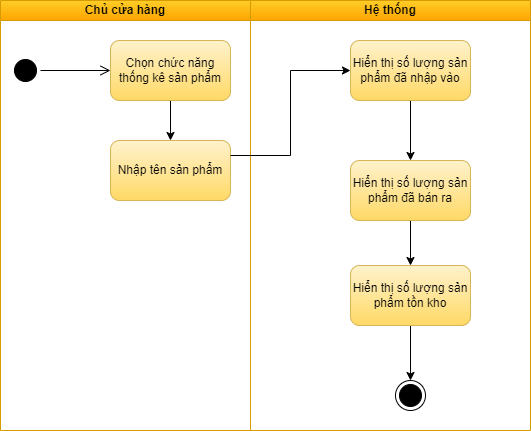 Chủ cửa hàng
Hệ thống
Chọn chức năng
thống kê sản phẩm
Nhập tên sản phẩm
Hiển thị số lượng sản
phẩm đã nhập vào
Hiển thị số lượng sản
phẩm đã bán ra
Hiển thị số lượng sản
phẩm tồn kho